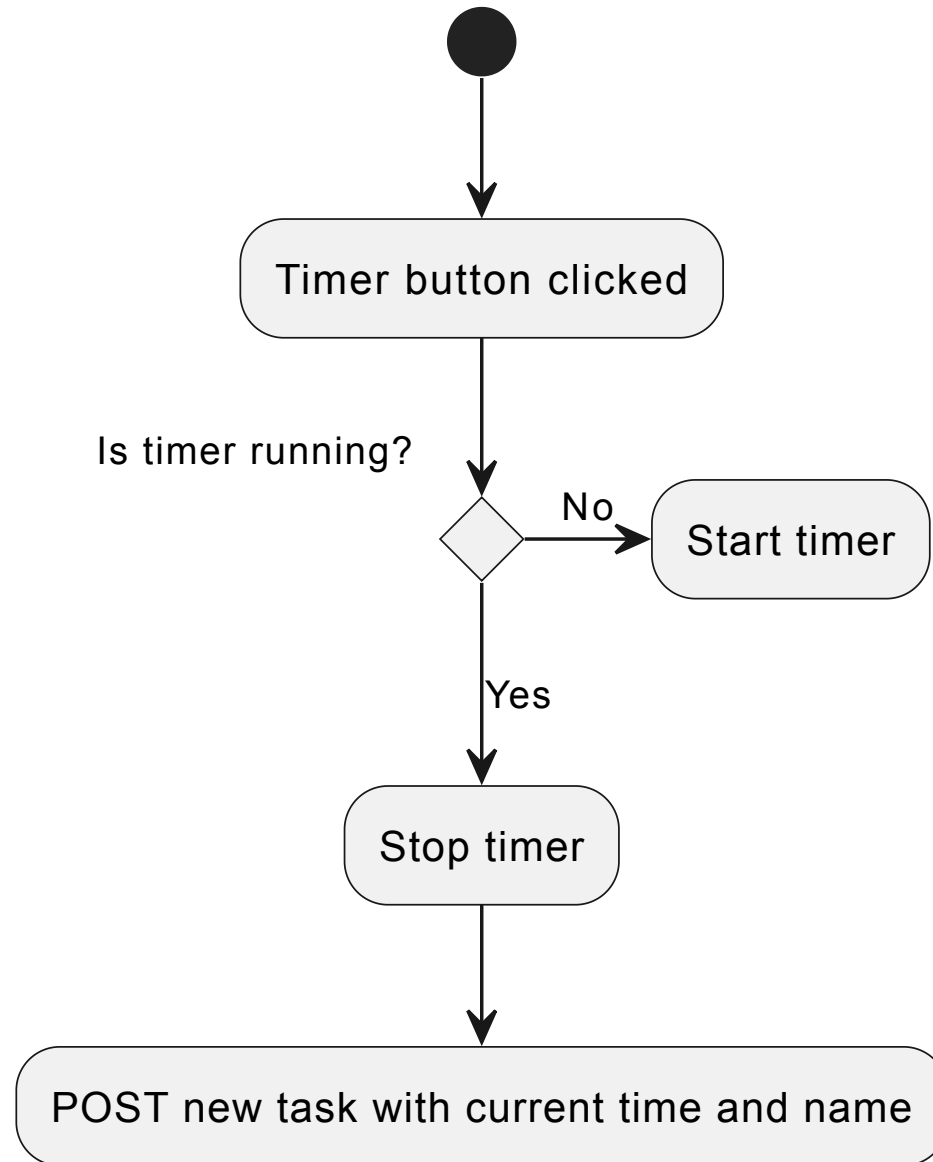 Timer button clicked
Is timer running?
No
Start timer
Yes
Stop timer
POST new task with current time and name